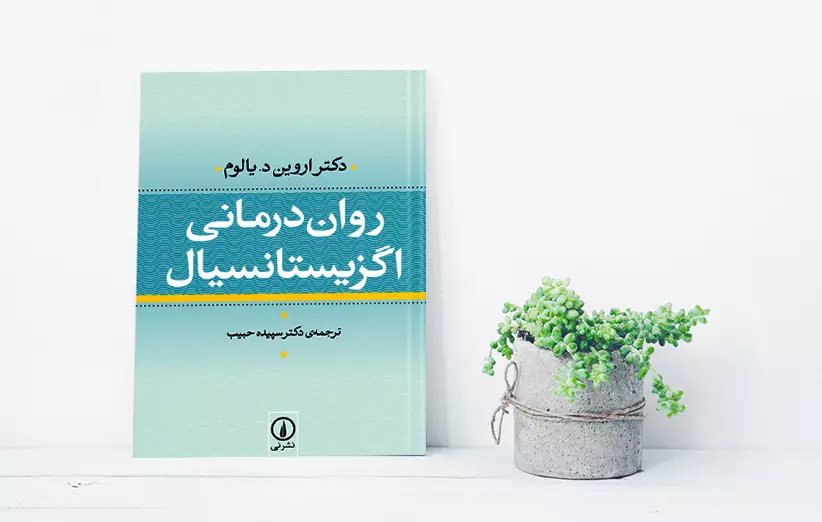 دکتر اروین د. یالوم
روان‌درمانی
اگزیستانسیال
ترجمه‌ی دکتر سپیده حبیب
نشر نی